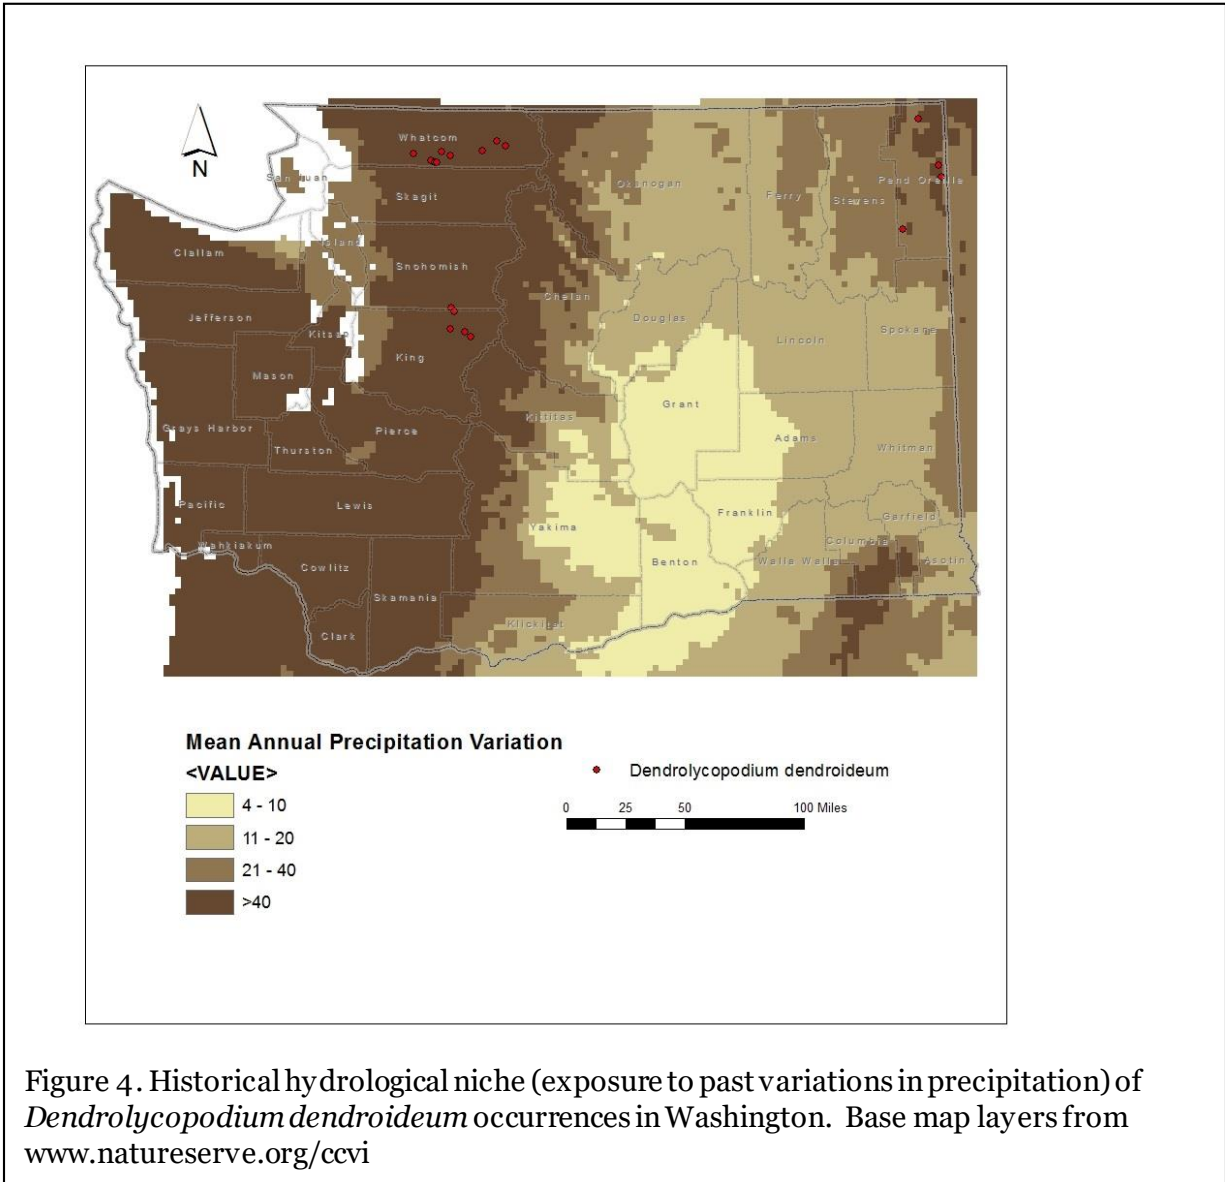 N
Whatcom
San Juan
Skagit
Okanogan
Ferry
Stevens
Pend Oreille
Clallam
Island
Snohomish
Chelan
Jefferson
Kitsap
Douglas
Lincoln
Spokane
King
Mason
Grant
Grays Harbor
Pierce
Kittitas
Adams
Thurston
Whitman
Pacific
Lewis
Yakima
Franklin
Garfield
Wahkiakum
Cowlitz
Benton
Walla Walla
Columbia
Asotin
Skamania
Clark
Klickitat
Mean Annual Precipitation Variation
<VALUE>
4 - 10
11 - 20
21 - 40
>40
Dendrolycopodium dendroideum
0 25 50 100 Miles
Figure 4. Historical hydrological niche (exposure to past variations in precipitation) of
Dendrolycopodium dendroideum occurrences in Washington. Base map layers from
www.natureserve.org/ccvi